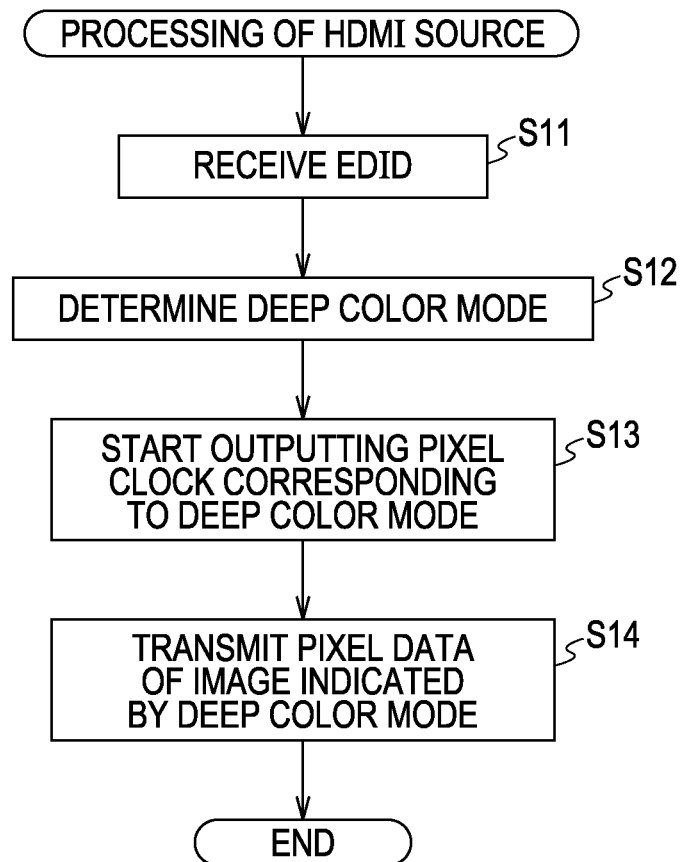 PROCESSING OF HDMI SOURCE
S11
RECEIVE EDID
S12
DETERMINE DEEP COLOR MODE
S13
START OUTPUTTING PIXEL
CLOCK CORRESPONDING
TO DEEP COLOR MODE
S14
TRANSMIT PIXEL DATA
OF IMAGE INDICATED
BY DEEP COLOR MODE
END